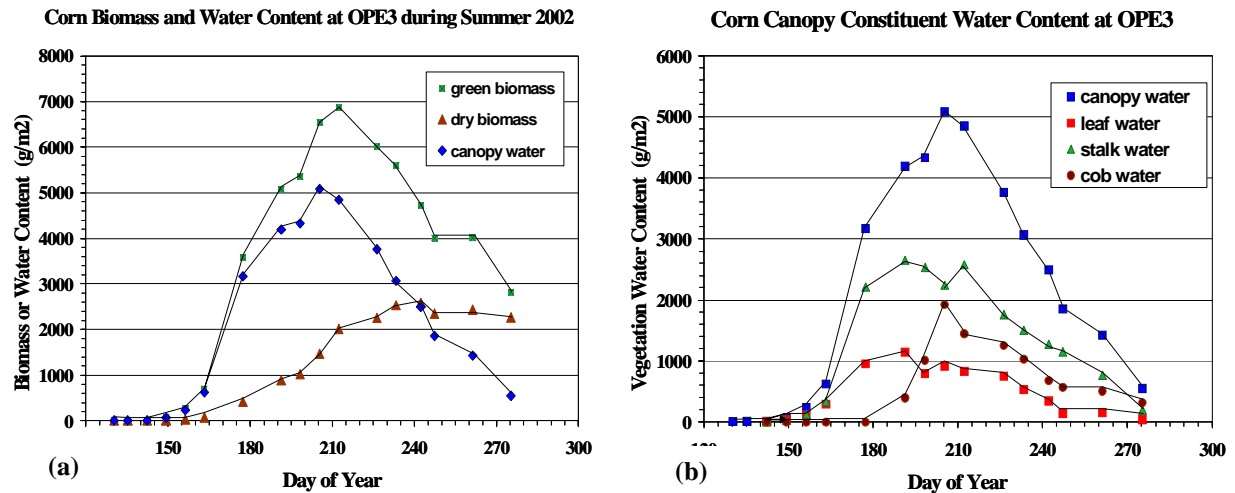 Corn Biomass and Water Content at OPE3 during Summer 2002
8000
7000
6000
5000
4000
3000
2000
1000
0
Biomass or Water Content (g/m2)
green biomass
dry biomass
canopy water
150
180
210
240
270
300
Day of Year
(a)
Corn Canopy Constituent Water Content at OPE3
6000
5000
4000
3000
2000
1000
0
Vegetation Water Content (g/m2)
canopy water
leaf water
stalk water
cob water
120
150
180
210
240
270
300
Day of Year
(b)